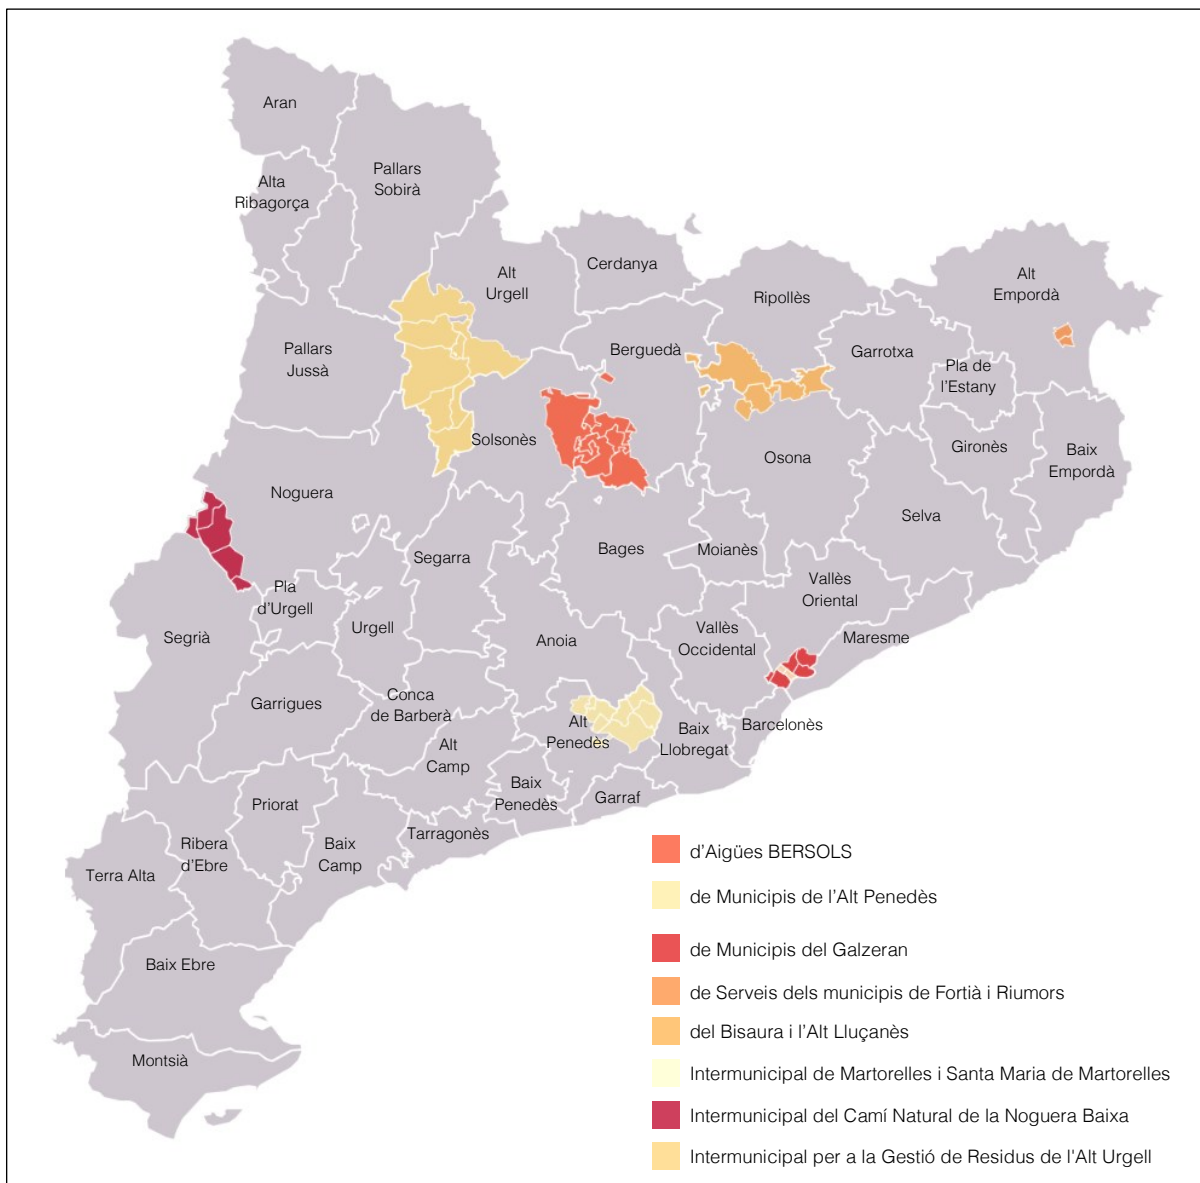 Aran
Pallars
Sobirà
Alta
Ribagorça
Cerdanya
Alt
Urgell
Alt
Empordà
Ripollès
Pallars
Jussà
Berguedà
Garrotxa
Pla de
l'Estany
Solsonès
Osona
Gironès
Baix
Empordà
Noguera
Selva
Bages
Moianès
Segarra
Pla
d'Urgell
Vallès
Oriental
Segrià
Urgell
Anoia
Vallès
Occidental
Maresme
Garrigues
Conca
de Barberà
Alt
Penedès
Baix
Llobregat
Barcelonès
Alt
Camp
Baix
Penedès
Garraf
Priorat
Tarragonès
Ribera
d'Ebre
Baix
Camp
Terra Alta
Baix Ebre
Montsià
d'Aigües BERSOLS
de Municipis de l'Alt Penedès
de Municipis del Galzeran
de Serveis dels municipis de Fortià i Riumors
del Bisaura i l'Alt Lluçanès
Intermunicipal de Martorelles i Santa Maria de Martorelles
Intermunicipal del Camí Natural de la Noguera Baixa
Intermunicipal per a la Gestió de Residus de l'Alt Urgell